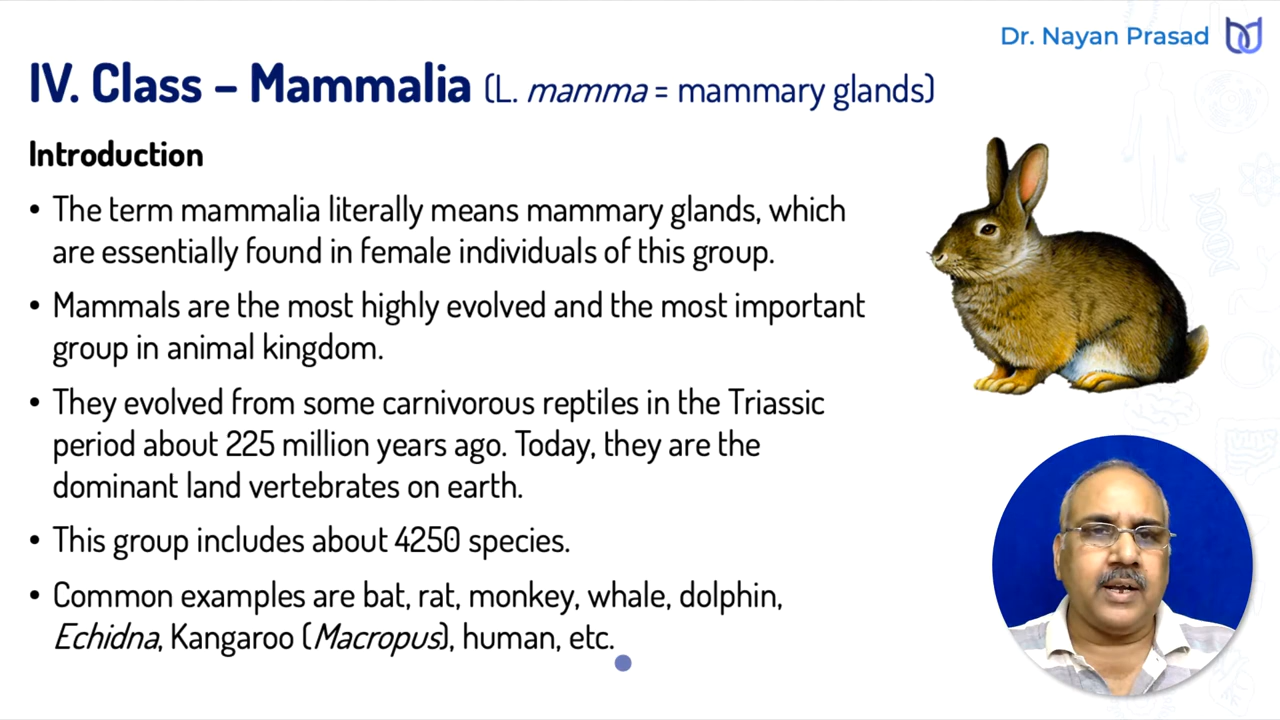 Dr. Nayan Prasad
IV. Class – Mammalia (L. mamma = mammary glands)
Introduction
• The term mammalia literally means mammary glands, which
are essentially found in female individuals of this group.
• Mammals are the most highly evolved and the most important
group in animal kingdom.
• They evolved from some carnivorous reptiles in the Triassic
period about 225 million years ago. Today, they are the
dominant land vertebrates on earth.
• This group includes about 4250 species.
• Common examples are bat, rat, monkey, whale, dolphin,
Echidna, Kangaroo (Macropus), human, etc.